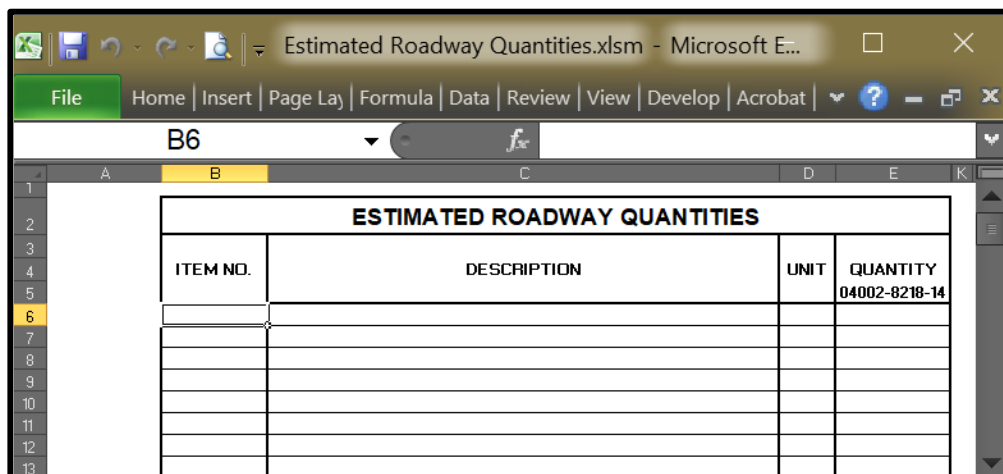 Estimated Roadway Quantities.xlsm - Microsoft E...
File Home Insert Page Lay Formula Data Review View Develop Acrobat
B6 fx
A B C D E K
1
2 ESTIMATED ROADWAY QUANTITIES
3
4 ITEM NO. DESCRIPTION UNIT QUANTITY
5 04002-8218-14
6
7
8
9
10
11
12
13